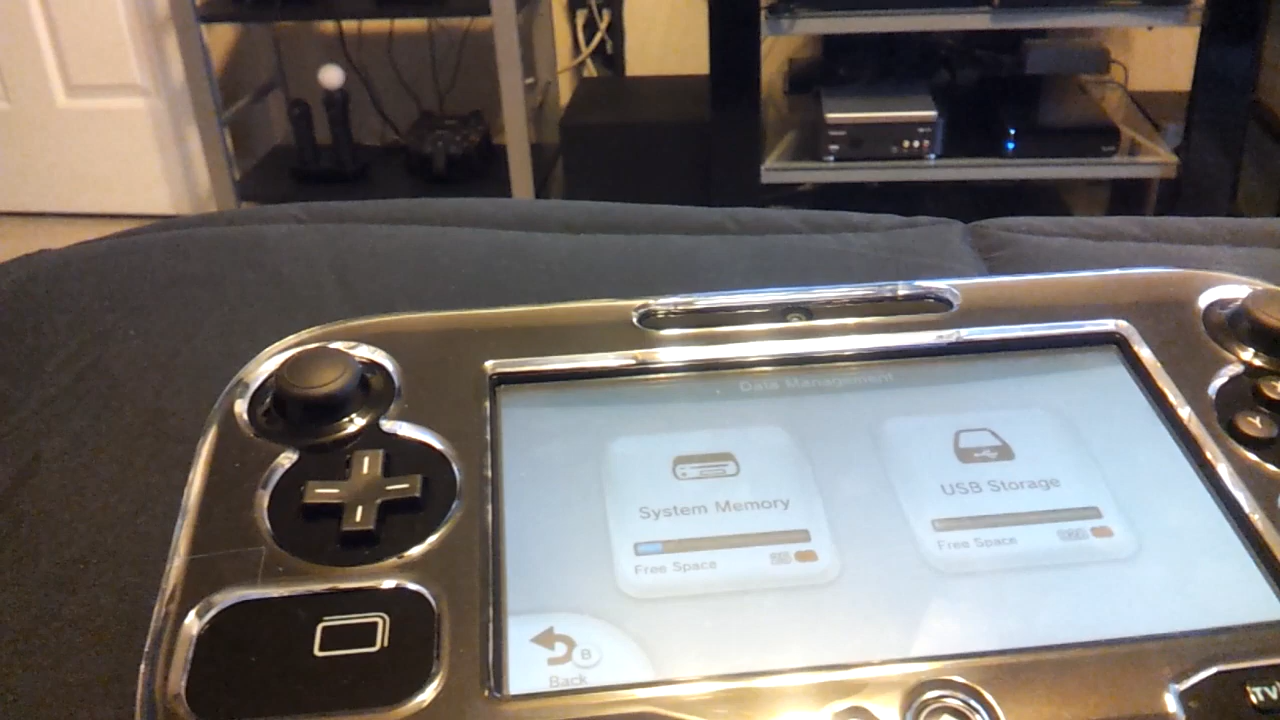 Data Management
System Memory
Free Space
USB Storage
Free Space
B
Back
Y
TV